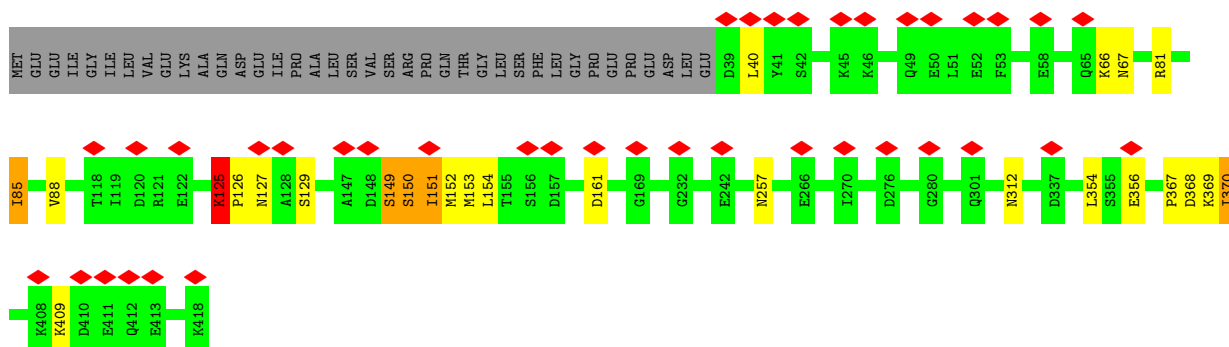 MET GLU GLU ILE GLY ILE LEU VAL GLU LYS ALA GLN ASP GLU ILE PRO ALA LEU SER VAL SER ARG PRO GLN THR GLY LEU SER PHE LEU GLY PRO GLU PRO GLU ASP LEU GLU D39 L40 Y41 S42 K45 K46 Q49 E50 L51 E52 F53 E58 Q65 K66 N67 R81
I85 V88 T118 I119 D120 R121 E122 K125 P126 N127 A128 S129 A147 D148 S149 S150 I151 M152 M153 L154 T155 S156 D157 D161 G169 G232 E242 N257 E266 I270 D276 G280 Q301 N312 D337 L354 S355 E356 P367 D368 K369 I370
K408 K409 D410 E411 Q412 E413 K418